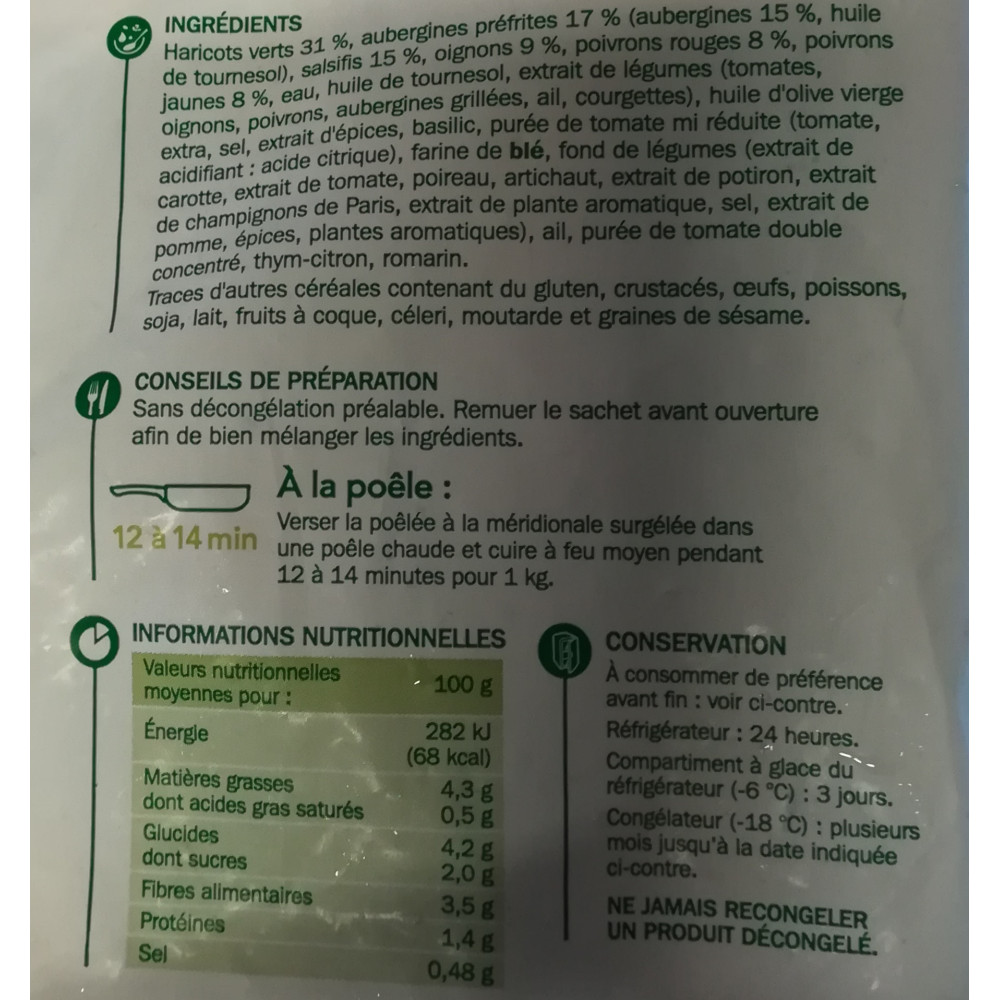 INGRÉDIENTS
Haricots verts 31 %, aubergines préfrites 17 % (aubergines 15 %, huile
de tournesol), salsifis 15 %, oignons 9 %, poivrons rouges 8 %, poivrons
jaunes 8 %, eau, huile de tournesol, extrait de légumes (tomates,
oignons, poivrons, aubergines grillées, ail, courgettes), huile d'olive vierge
extra, sel, extrait d'épices, basilic, purée de tomate mi réduite (tomate,
acidifiant : acide citrique), farine de blé, fond de légumes (extrait de
carotte, extrait de tomate, poireau, artichaut, extrait de potiron, extrait
de champignons de Paris, extrait de plante aromatique, sel, extrait de
pomme, épices, plantes aromatiques), ail, purée de tomate double
concentré, thym-citron, romarin.
Traces d'autres céréales contenant du gluten, crustacés, œufs, poissons,
soja, lait, fruits à coque, céleri, moutarde et graines de sésame.
CONSEILS DE PRÉPARATION
Sans décongélation préalable. Remuer le sachet avant ouverture
afin de bien mélanger les ingrédients.
À la poêle :
12 à 14 min
Verser la poêlée à la méridionale surgélée dans
une poêle chaude et cuire à feu moyen pendant
12 à 14 minutes pour 1 kg.
INFORMATIONS NUTRITIONNELLES
Valeurs nutritionnelles
moyennes pour : 100 g
Énergie 282 kJ
(68 kcal)
Matières grasses 4,3 g
dont acides gras saturés 0,5 g
Glucides 4,2 g
dont sucres 2,0 g
Fibres alimentaires 3,5 g
Protéines 1,4 g
Sel 0,48 g
CONSERVATION
À consommer de préférence
avant fin : voir ci-contre.
Réfrigérateur : 24 heures.
Compartiment à glace du
réfrigérateur (-6 °C) : 3 jours.
Congélateur (-18 °C) : plusieurs
mois jusqu'à la date indiquée
ci-contre.
NE JAMAIS RECONGELER
UN PRODUIT DÉCONGELÉ.